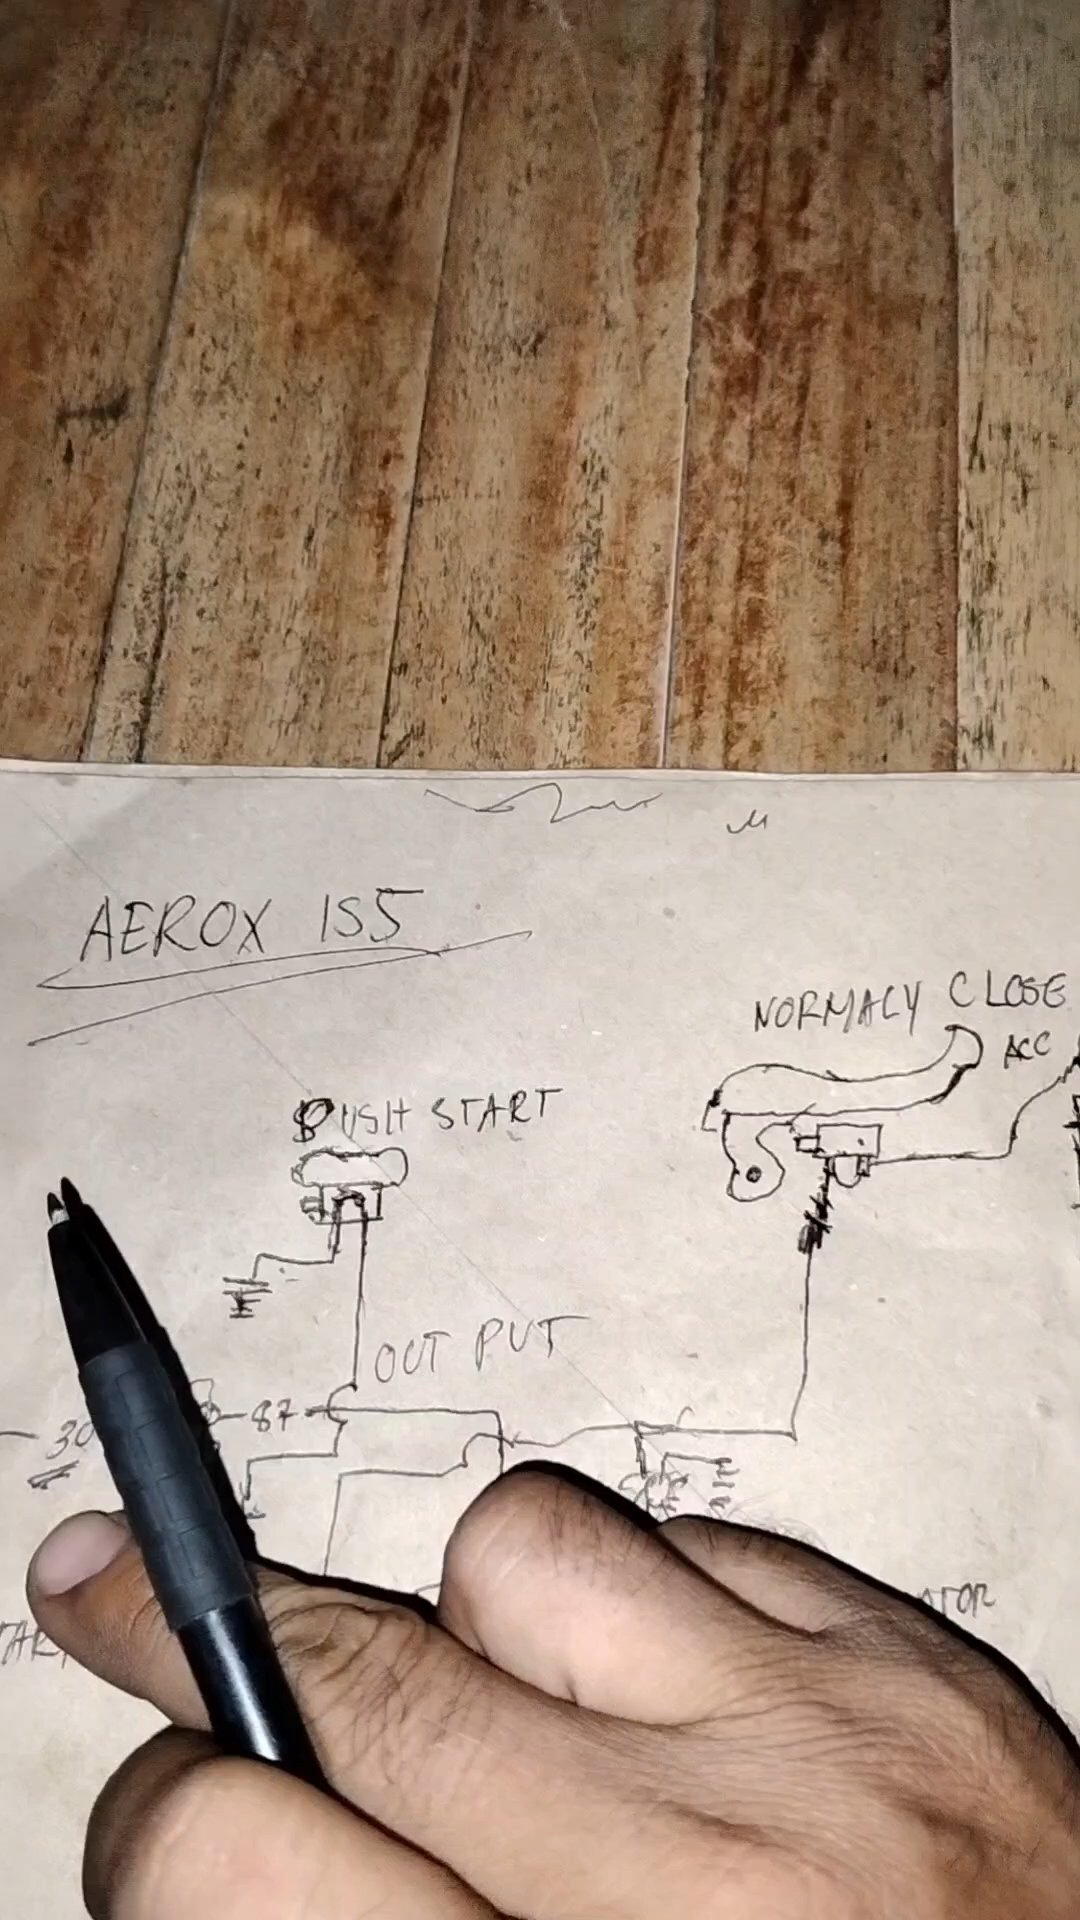 AEROX 155
NORMALY CLOSE
ACC
PUSH START
OUT PUT
30
87